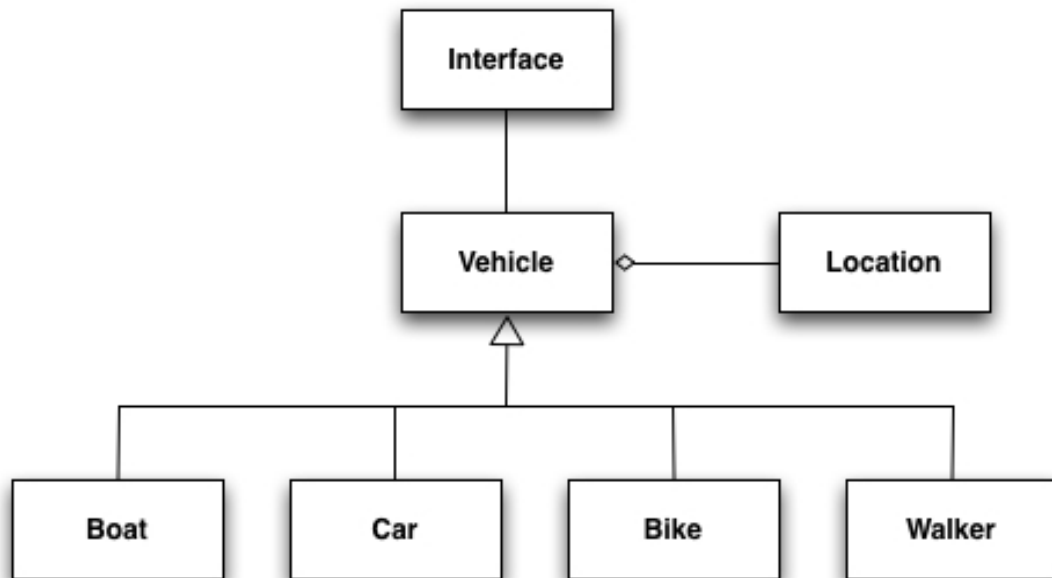 Interface
Vehicle
Location
Boat
Car
Bike
Walker